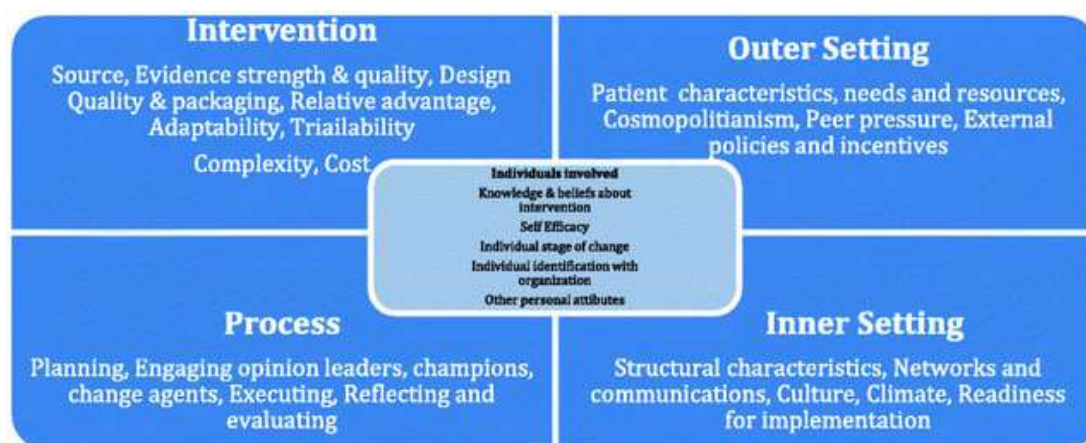 Intervention
Source, Evidence strength & quality, Design
Quality & packaging, Relative advantage,
Adaptability, Triailability
Complexity, Cost
Outer Setting
Patient characteristics, needs and resources,
Cosmopolitianism, Peer pressure, External
policies and incentives
Individuals involved
Knowledge & beliefs about
intervention
Self Efficacy
Individual stage of change
Individual identification with
organization
Other personal attibutes
Process
Planning, Engaging opinion leaders, champions,
change agents, Executing, Reflecting and
evaluating
Inner Setting
Structural characteristics, Networks and
communications, Culture, Climate, Readiness
for implementation